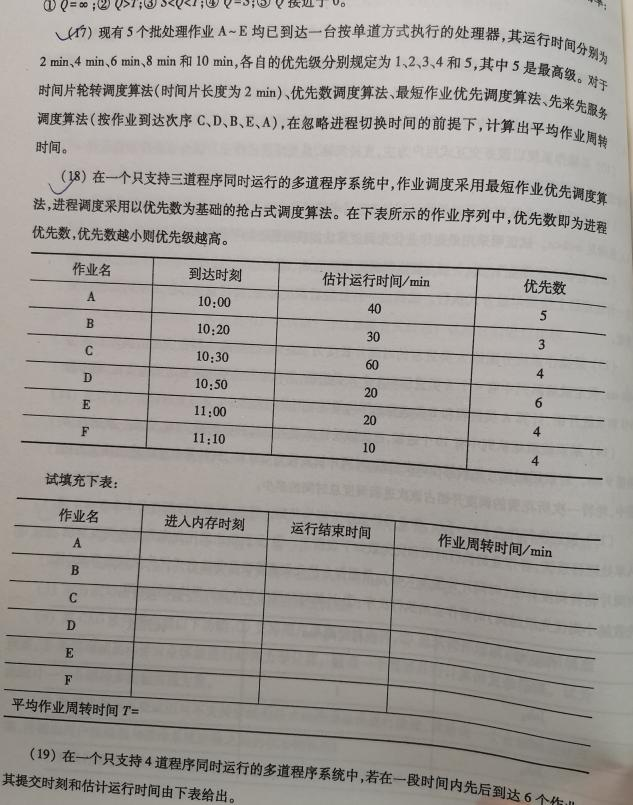 ① Q=∞;② Q>T;③ S<Q<T;④ Q=S;⑤ Q 接近于 0。
(17) 现有 5 个批处理作业 A~E 均已到达一台按单道方式执行的处理器,其运行时间分别为
2 min、4 min、6 min、8 min 和 10 min,各自的优先级分别规定为 1、2、3、4 和 5,其中 5 是最高级。对于
时间片轮转调度算法(时间片长度为 2 min)、优先数调度算法、最短作业优先调度算法、先来先服务
调度算法(按作业到达次序 C、D、B、E、A),在忽略进程切换时间的前提下,计算出平均作业周转
时间。
(18) 在一个只支持三道程序同时运行的多道程序系统中,作业调度采用最短作业优先调度算
法,进程调度采用以优先数为基础的抢占式调度算法。在下表所示的作业序列中,优先数即为进程
优先数,优先数越小则优先级越高。
作业名 到达时刻 估计运行时间/min 优先数
A 10:00 40 5
B 10:20 30 3
C 10:30 60 4
D 10:50 20 6
E 11:00 20 4
F 11:10 10 4
试填充下表:
作业名 进入内存时刻 运行结束时间 作业周转时间/min
A
B
C
D
E
F
平均作业周转时间 T=
(19) 在一个只支持 4 道程序同时运行的多道程序系统中,若在一段时间内先后到达 6 个作业,
其提交时刻和估计运行时间由下表给出。